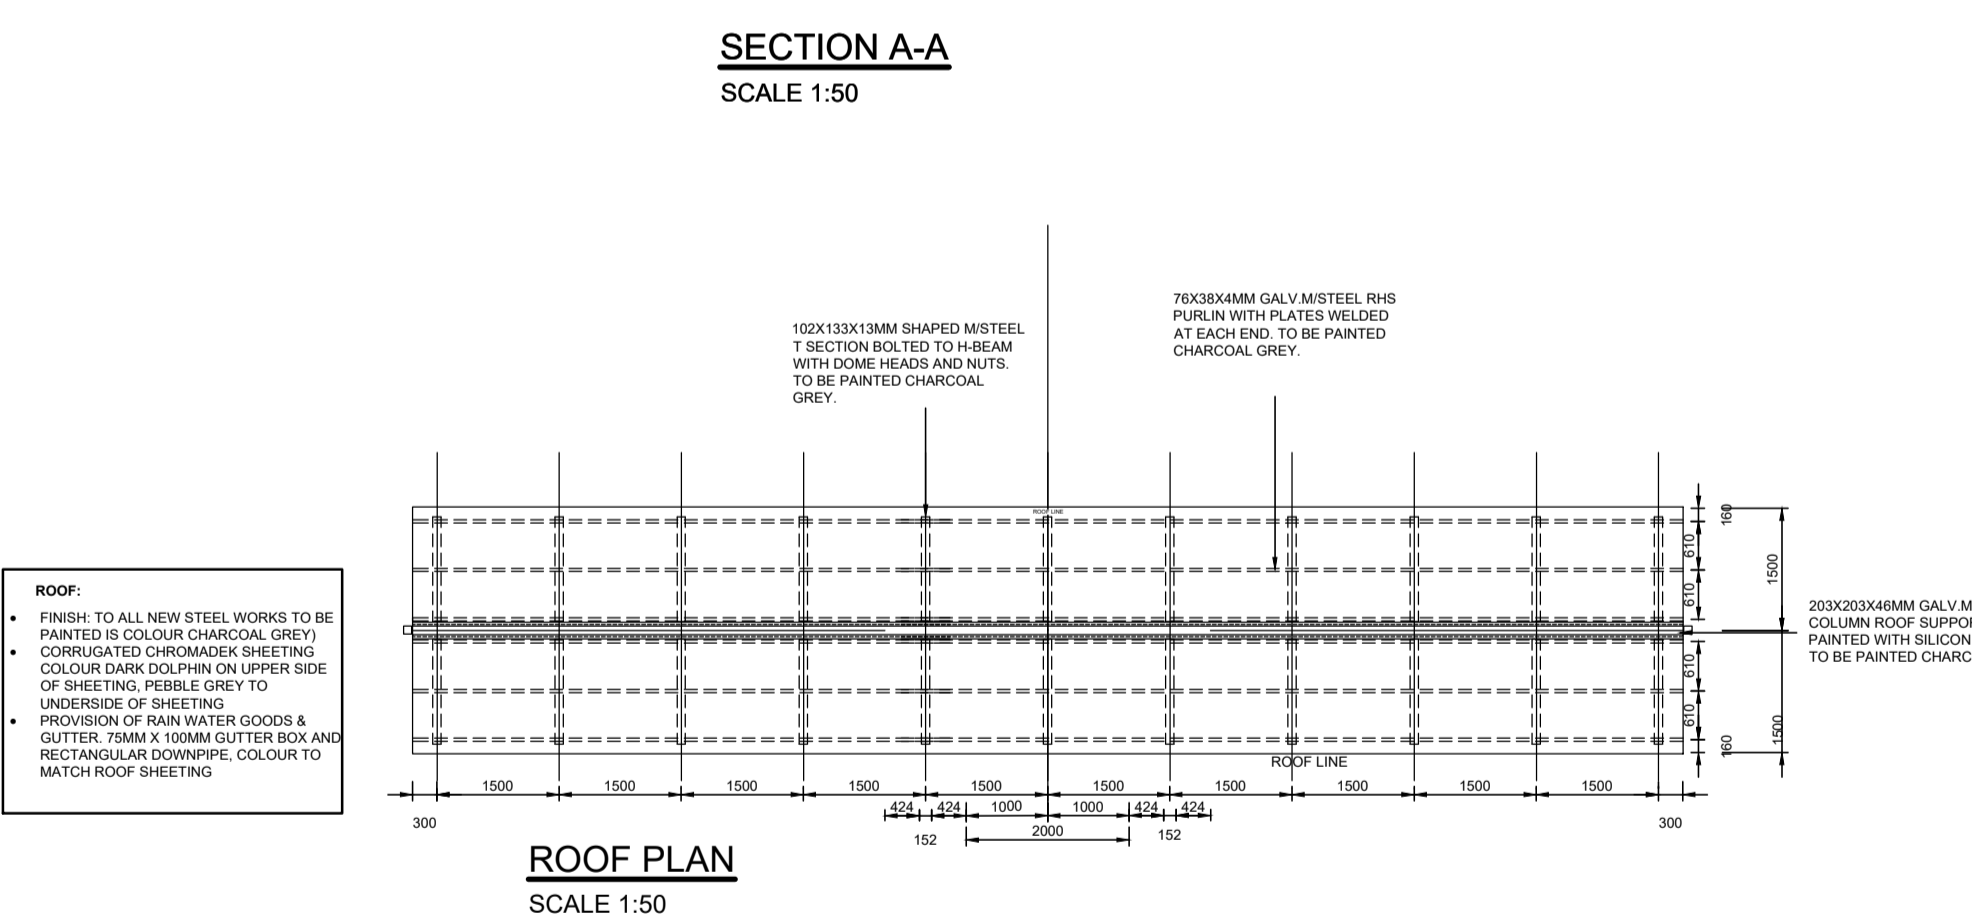 SECTION A-A
SCALE 1:50
76X38X4MM GALV.M/STEEL RHS
PURLIN WITH PLATES WELDED
AT EACH END. TO BE PAINTED
CHARCOAL GREY.
102X133X13MM SHAPED M/STEEL
T SECTION BOLTED TO H-BEAM
WITH DOME HEADS AND NUTS.
TO BE PAINTED CHARCOAL
GREY.
ROOF LINE
160
610
1500
610
203X203X46MM GALV.M
COLUMN ROOF SUPPOR
PAINTED WITH SILICON
TO BE PAINTED CHARC
610
610
1500
160
ROOF:
• FINISH: TO ALL NEW STEEL WORKS TO BE
PAINTED IS COLOUR CHARCOAL GREY)
• CORRUGATED CHROMADEK SHEETING
COLOUR DARK DOLPHIN ON UPPER SIDE
OF SHEETING, PEBBLE GREY TO
UNDERSIDE OF SHEETING
• PROVISION OF RAIN WATER GOODS &
GUTTER. 75MM X 100MM GUTTER BOX AND
RECTANGULAR DOWNPIPE, COLOUR TO
MATCH ROOF SHEETING
ROOF LINE
1500 1500 1500 1500 1500 1500 1500 1500 1500 1500
424 424 1000 1000 424 424
300 152 2000 152 300
ROOF PLAN
SCALE 1:50